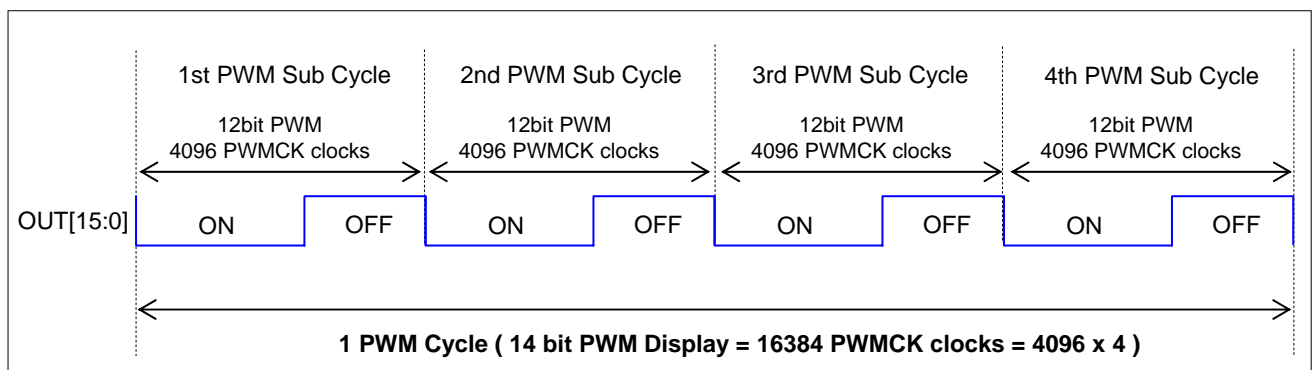 1st PWM Sub Cycle
2nd PWM Sub Cycle
3rd PWM Sub Cycle
4th PWM Sub Cycle
12bit PWM
4096 PWMCK clocks
12bit PWM
4096 PWMCK clocks
12bit PWM
4096 PWMCK clocks
12bit PWM
4096 PWMCK clocks
OUT[15:0]
ON
OFF
ON
OFF
ON
OFF
ON
OFF
1 PWM Cycle ( 14 bit PWM Display = 16384 PWMCK clocks = 4096 x 4 )